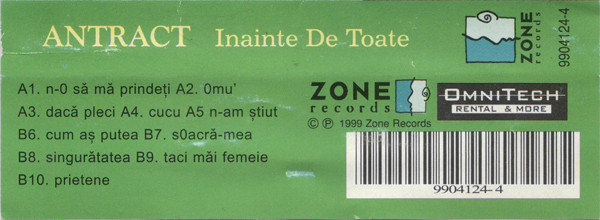 ANTRACT Inainte De Toate
ZONE
records
9904124-4
A1. n-0 să mă prindeți A2. 0mu'
A3. dacă pleci A4. cucu A5 n-am știut
B6. cum aș putea B7. s0acră-mea
B8. singurătatea B9. taci măi femeie
B10. prietene
ZONE
records
OMNITECH
RENTAL & MORE
© ℗ 1999 Zone Records
9904124-4